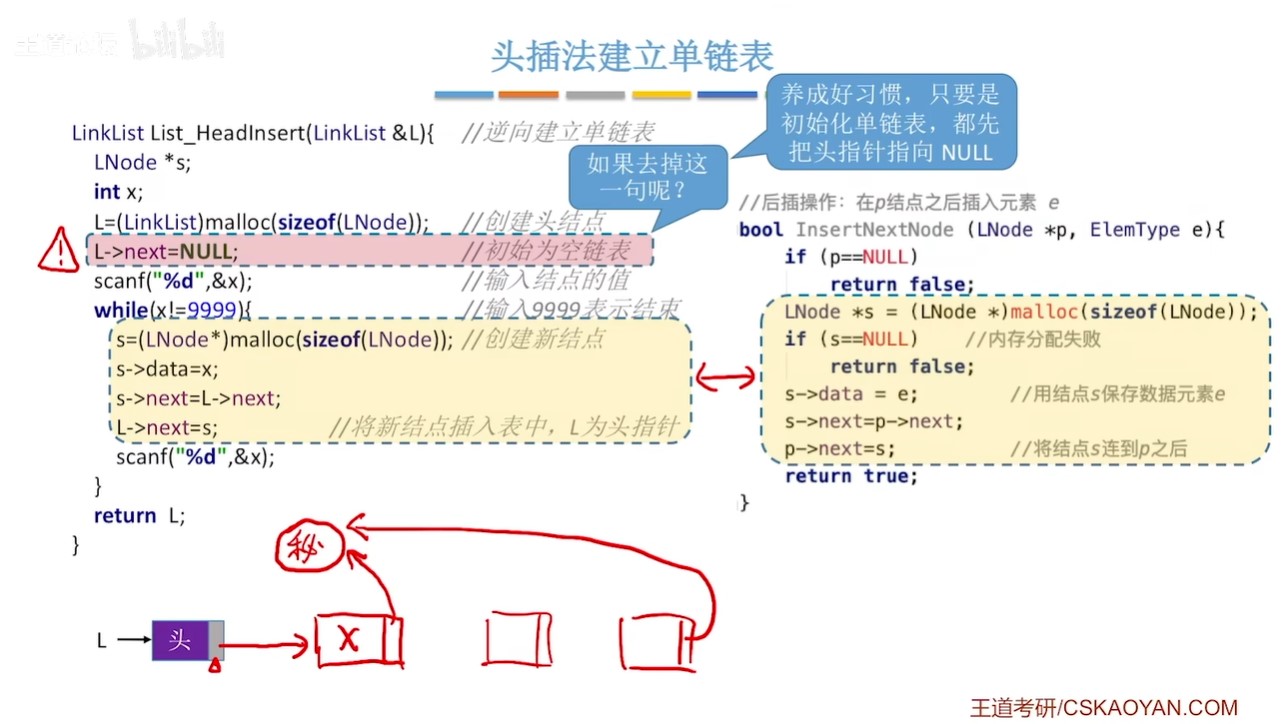 王道论坛 bilibili
头插法建立单链表
养成好习惯，只要是
初始化单链表，都先
把头指针指向 NULL
如果去掉这
一句呢？
LinkList List_HeadInsert(LinkList &L){ //逆向建立单链表
LNode *s;
int x;
L=(LinkList)malloc(sizeof(LNode)); //创建头结点
L->next=NULL; //初始为空链表
scanf("%d",&x); //输入结点的值
while(x!=9999){ //输入9999表示结束
s=(LNode*)malloc(sizeof(LNode)); //创建新结点
s->data=x;
s->next=L->next;
L->next=s; //将新结点插入表中，L为头指针
scanf("%d",&x);
}
return L;
}
//后插操作：在p结点之后插入元素 e
bool InsertNextNode (LNode *p, ElemType e){
if (p==NULL)
return false;
LNode *s = (LNode *)malloc(sizeof(LNode));
if (s==NULL) //内存分配失败
return false;
s->data = e; //用结点s保存数据元素e
s->next=p->next;
p->next=s; //将结点s连到p之后
return true;
}
秘
L 头 X
王道考研/CSKAOYAN.COM